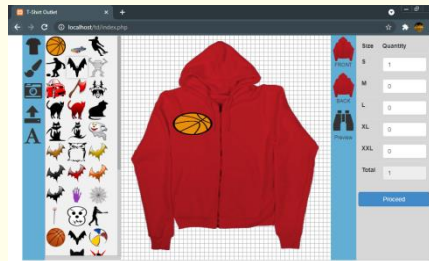 T-Shirt Outlet
localhost/td/index.php
A
FRONT
BACK
Preview
Size Quantity
S 1
M 0
L 0
XL 0
XXL 0
Total 1
Proceed